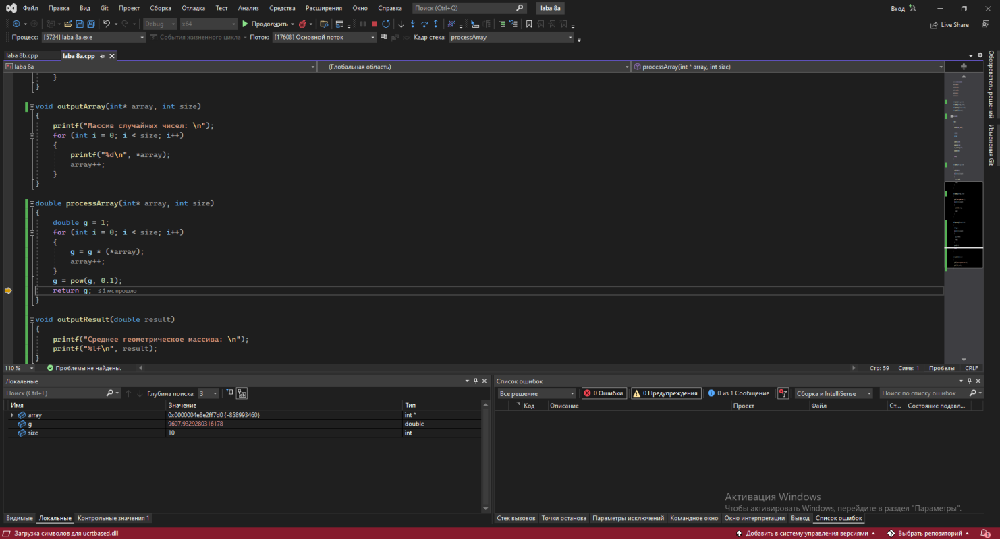 Файл Правка Вид Git Проект Сборка Отладка Тест Анализ Средства Расширения Окно Справка Поиск (Ctrl+Q) laba 8a Вход
Debug x64 Продолжить Live Share
Процесс: [5724] laba 8a.exe События жизненного цикла Поток: [17608] Основной поток Кадр стека: processArray
laba 8b.cpp laba 8a.cpp
laba 8a (Глобальная область) processArray(int * array, int size)
}
}
void outputArray(int* array, int size)
{
printf("Массив случайных чисел: \n");
for (int i = 0; i < size; i++)
{
printf("%d\n", *array);
array++;
}
}
double processArray(int* array, int size)
{
double g = 1;
for (int i = 0; i < size; i++)
{
g = g * (*array);
array++;
}
g = pow(g, 0.1);
return g; ≤ 1 мс прошло
}
void outputResult(double result)
{
printf("Среднее геометрическое массива: \n");
printf("%lf\n", result);
}
Обозреватель решений
Изменения Git
110 % Проблемы не найдены. Стр: 59 Симв: 1 Пробелы CRLF
Локальные
Поиск (Ctrl+E) Глубина поиска: 3
Имя Значение Тип
array 0x0000004e8e2ff7d0 {-858993460} int *
g 9607.9329280316178 double
size 10 int
Видимые Локальные Контрольные значения 1
Список ошибок
Все решение 0 Ошибки 0 Предупреждения 0 из 1 Сообщение Сборка и IntelliSense Поиск по списку ошибок
Код Описание Проект Файл Ст... Состояние подавл...
Активация Windows
Чтобы активировать Windows, перейдите в раздел "Параметры".
Стек вызовов Точки останова Параметры исключений Командное окно Окно интерпретации Вывод Список ошибок
Загрузка символов для ucrtbased.dll Добавить в систему управления версиями Выбрать репозиторий 1